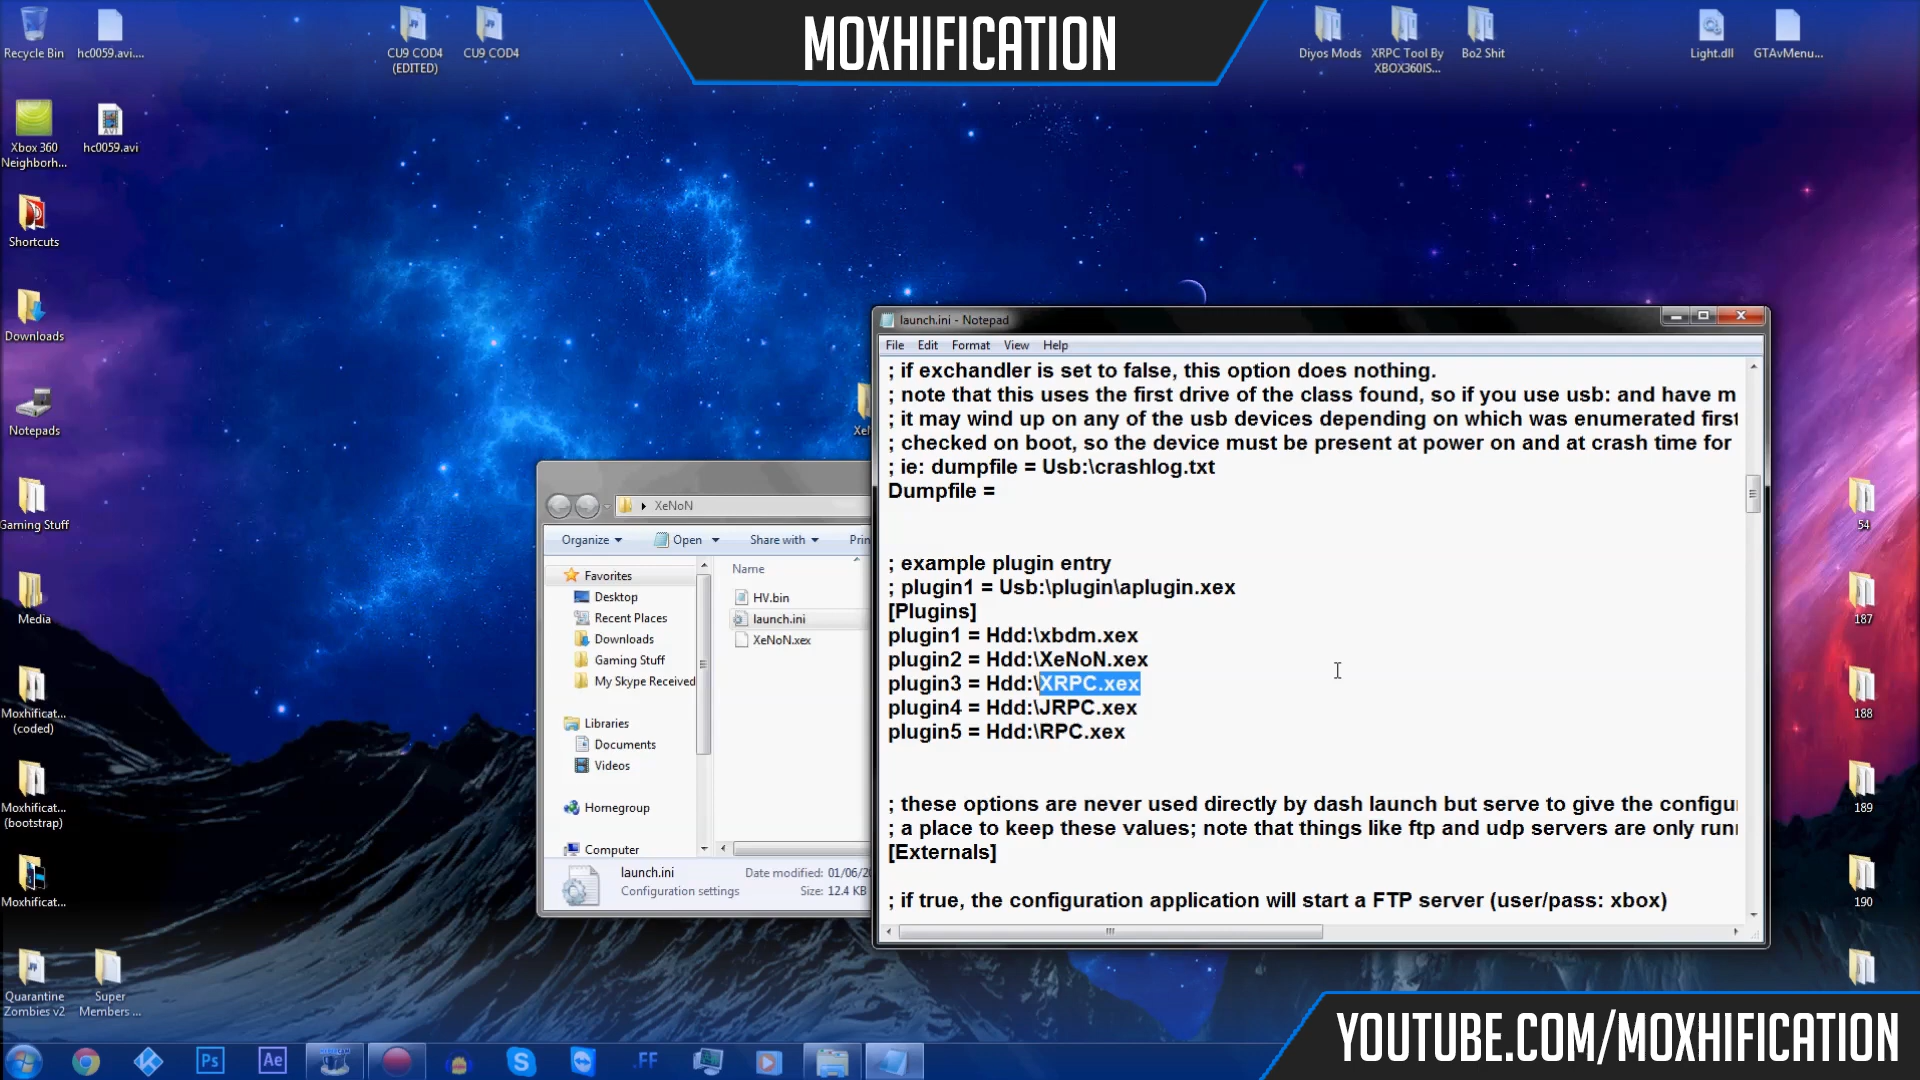 MOXHIFICATION
Recycle Bin
hc0059.avi....
CU9 COD4
(EDITED)
CU9 COD4
Diyos Mods
XRPC Tool By
XBOX360IS...
Bo2 Shit
Light.dll
GTAvMenu...
Xbox 360
Neighborh...
hc0059.avi
Shortcuts
Downloads
Notepads
Gaming Stuff
Media
Moxhificat...
(coded)
Moxhificat...
(bootstrap)
Moxhificat...
Quarantine
Zombies v2
Super
Members ...
54
187
188
189
190
XeNoN
Organize
Open
Share with
Name
Favorites
Desktop
Recent Places
Downloads
Gaming Stuff
My Skype Received
Libraries
Documents
Videos
Homegroup
Computer
HV.bin
launch.ini
XeNoN.xex
launch.ini
Configuration settings
Date modified: 01/06/20
Size: 12.4 KB
launch.ini - Notepad
File Edit Format View Help
; if exchandler is set to false, this option does nothing.
; note that this uses the first drive of the class found, so if you use usb: and have m
; it may wind up on any of the usb devices depending on which was enumerated first
; checked on boot, so the device must be present at power on and at crash time for
; ie: dumpfile = Usb:\crashlog.txt
Dumpfile =
; example plugin entry
; plugin1 = Usb:\plugin\aplugin.xex
[Plugins]
plugin1 = Hdd:\xbdm.xex
plugin2 = Hdd:\XeNoN.xex
plugin3 = Hdd:\XRPC.xex
plugin4 = Hdd:\JRPC.xex
plugin5 = Hdd:\RPC.xex
; these options are never used directly by dash launch but serve to give the configur
; a place to keep these values; note that things like ftp and udp servers are only runn
[Externals]
; if true, the configuration application will start a FTP server (user/pass: xbox)
Ps
Ae
.FF
YOUTUBE.COM/MOXHIFICATION